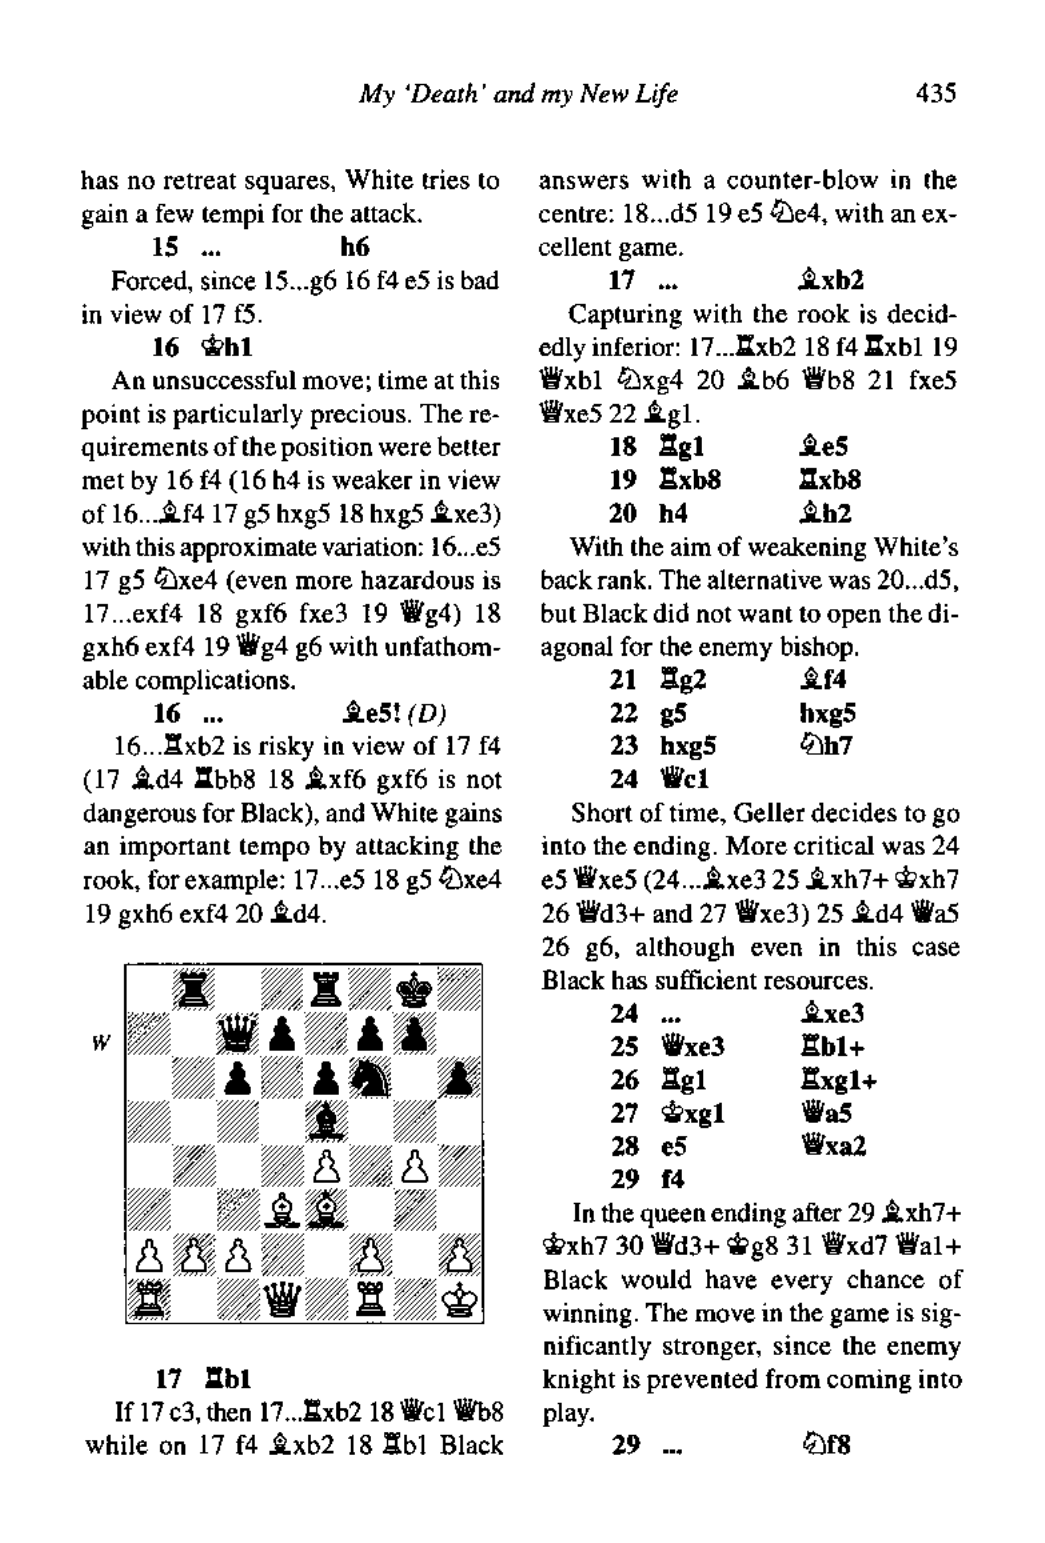 My ‘Death’ and my New Life 435
has no retreat squares, White tries to
gain a few tempi for the attack.
15 ... h6
Forced, since 15...g6 16 f4 e5 is bad
in view of 17 f5.
16 ♔h1
An unsuccessful move; time at this
point is particularly precious. The re-
quirements of the position were better
met by 16 f4 (16 h4 is weaker in view
of 16...♗f4 17 g5 hxg5 18 hxg5 ♗xe3)
with this approximate variation: 16...e5
17 g5 ♘xe4 (even more hazardous is
17...exf4 18 gxf6 fxe3 19 ♕g4) 18
gxh6 exf4 19 ♕g4 g6 with unfathom-
able complications.
16 ... ♗e5! (D)
16...♖xb2 is risky in view of 17 f4
(17 ♗d4 ♖bb8 18 ♗xf6 gxf6 is not
dangerous for Black), and White gains
an important tempo by attacking the
rook, for example: 17...e5 18 g5 ♘xe4
19 gxh6 exf4 20 ♗d4.
W
17 ♖b1
If 17 c3, then 17...♖xb2 18 ♕c1 ♕b8
while on 17 f4 ♗xb2 18 ♖b1 Black
answers with a counter-blow in the
centre: 18...d5 19 e5 ♘e4, with an ex-
cellent game.
17 ... ♗xb2
Capturing with the rook is decid-
edly inferior: 17...♖xb2 18 f4 ♖xb1 19
♕xb1 ♘xg4 20 ♗b6 ♕b8 21 fxe5
♕xe5 22 ♗g1.
18 ♖g1 ♗e5
19 ♖xb8 ♖xb8
20 h4 ♗h2
With the aim of weakening White’s
back rank. The alternative was 20...d5,
but Black did not want to open the di-
agonal for the enemy bishop.
21 ♖g2 ♗f4
22 g5 hxg5
23 hxg5 ♘h7
24 ♕c1
Short of time, Geller decides to go
into the ending. More critical was 24
e5 ♕xe5 (24...♗xe3 25 ♗xh7+ ♔xh7
26 ♕d3+ and 27 ♕xe3) 25 ♗d4 ♕a5
26 g6, although even in this case
Black has sufficient resources.
24 ... ♗xe3
25 ♕xe3 ♖b1+
26 ♖g1 ♖xg1+
27 ♔xg1 ♕a5
28 e5 ♕xa2
29 f4
In the queen ending after 29 ♗xh7+
♔xh7 30 ♕d3+ ♔g8 31 ♕xd7 ♕a1+
Black would have every chance of
winning. The move in the game is sig-
nificantly stronger, since the enemy
knight is prevented from coming into
play.
29 ... ♘f8